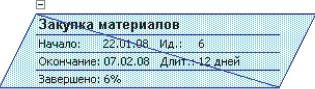 Закупка материалов
Начало: 22.01.08 Ид.: 6
Окончание: 07.02.08 Длит.: 12 дней
Завершено: 6%